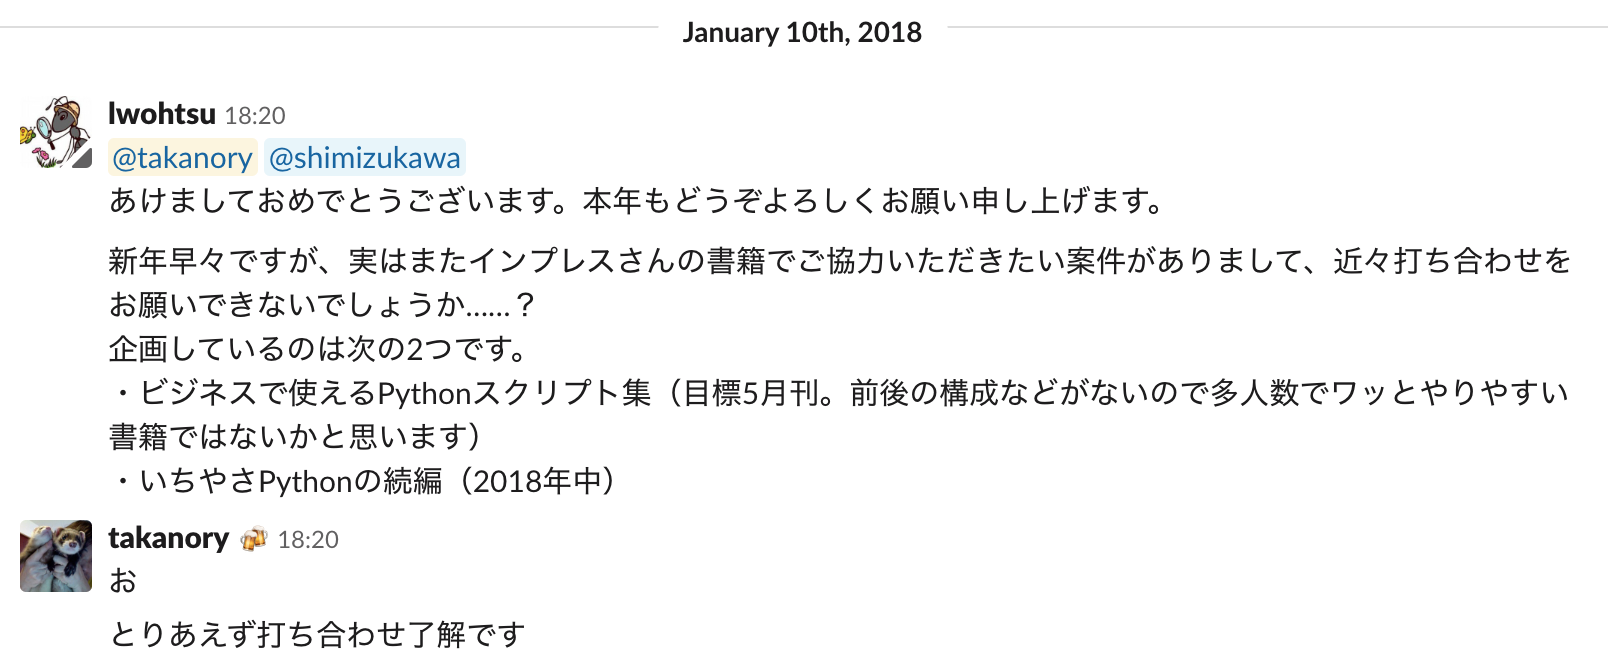 January 10th, 2018
lwohtsu 18:20
@takanory @shimizukawa
あけましておめでとうございます。本年もどうぞよろしくお願い申し上げます。
新年早々ですが、実はまたインプレスさんの書籍でご協力いただきたい案件がありまして、近々打ち合わせを
お願いできないでしょうか……？
企画しているのは次の2つです。
・ビジネスで使えるPythonスクリプト集（目標5月刊。前後の構成などがないので多人数でワッとやりやすい
書籍ではないかと思います）
・いちやさPythonの続編（2018年中）
takanory 🍻 18:20
お
とりあえず打ち合わせ了解です